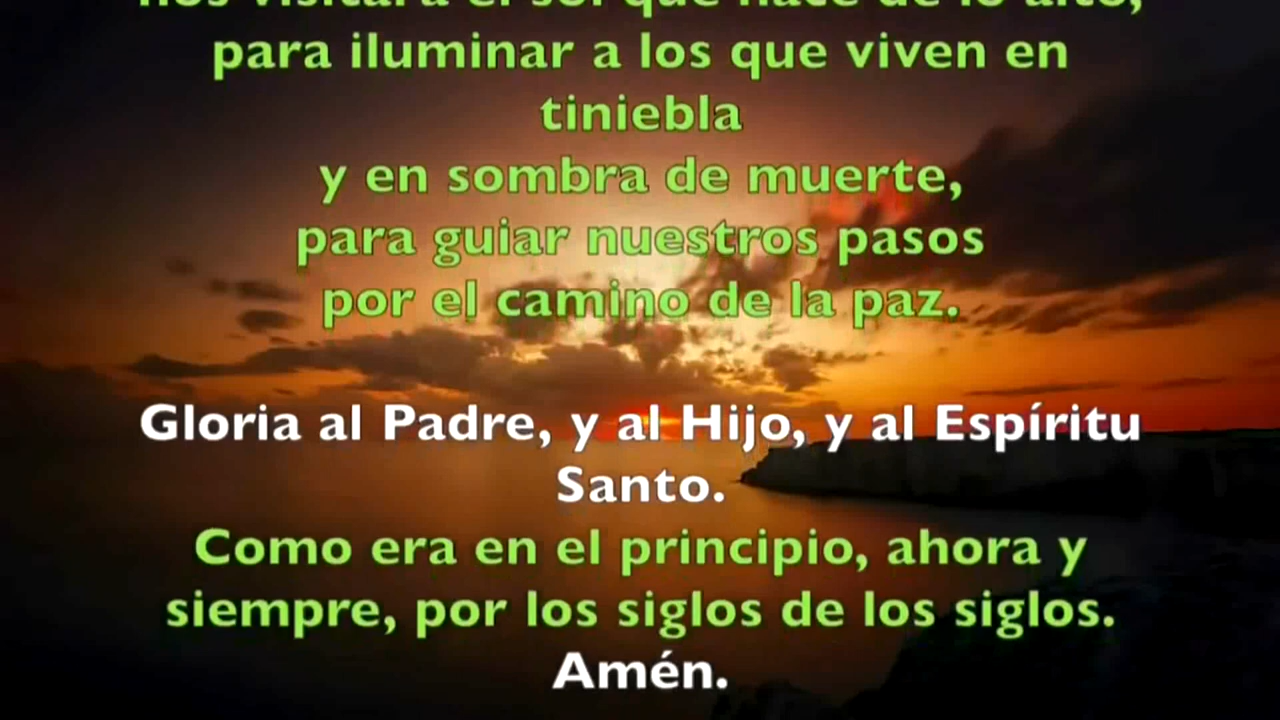 nos visitará el sol que nace de lo alto,
para iluminar a los que viven en
tiniebla
y en sombra de muerte,
para guiar nuestros pasos
por el camino de la paz.
Gloria al Padre, y al Hijo, y al Espíritu
Santo.
Como era en el principio, ahora y
siempre, por los siglos de los siglos.
Amén.